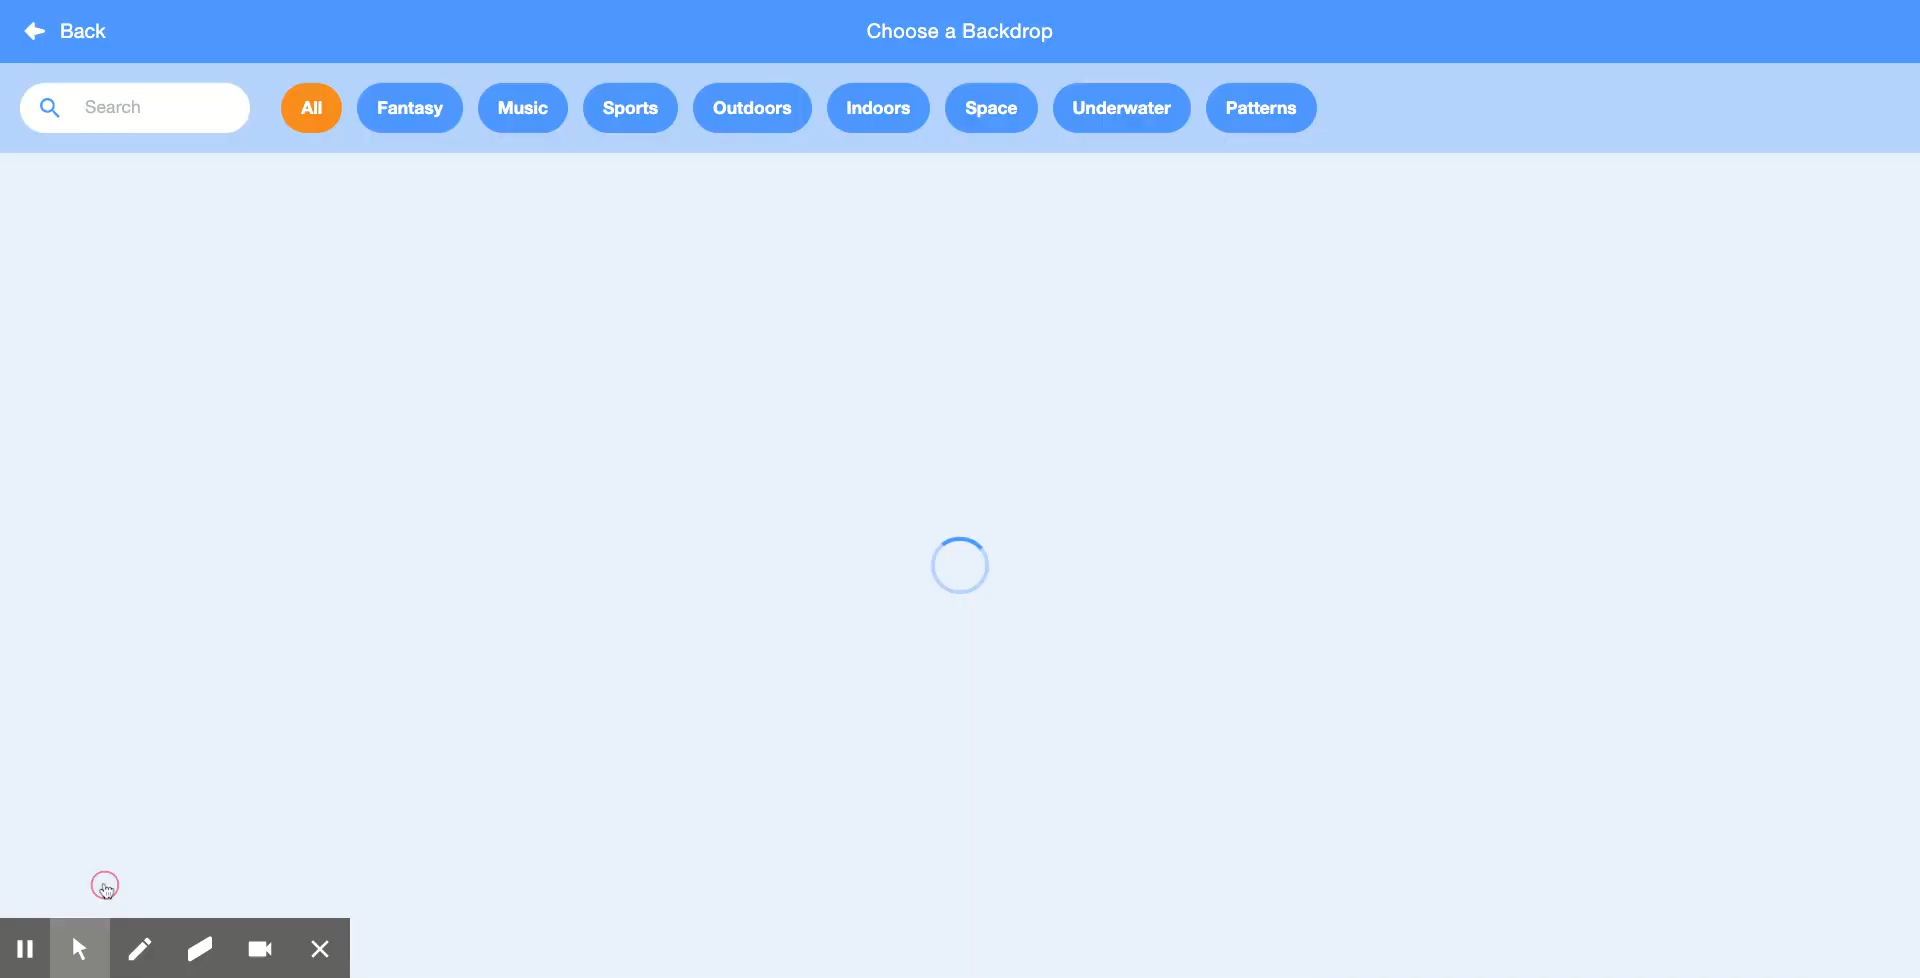 Back
Choose a Backdrop
Search
All
Fantasy
Music
Sports
Outdoors
Indoors
Space
Underwater
Patterns